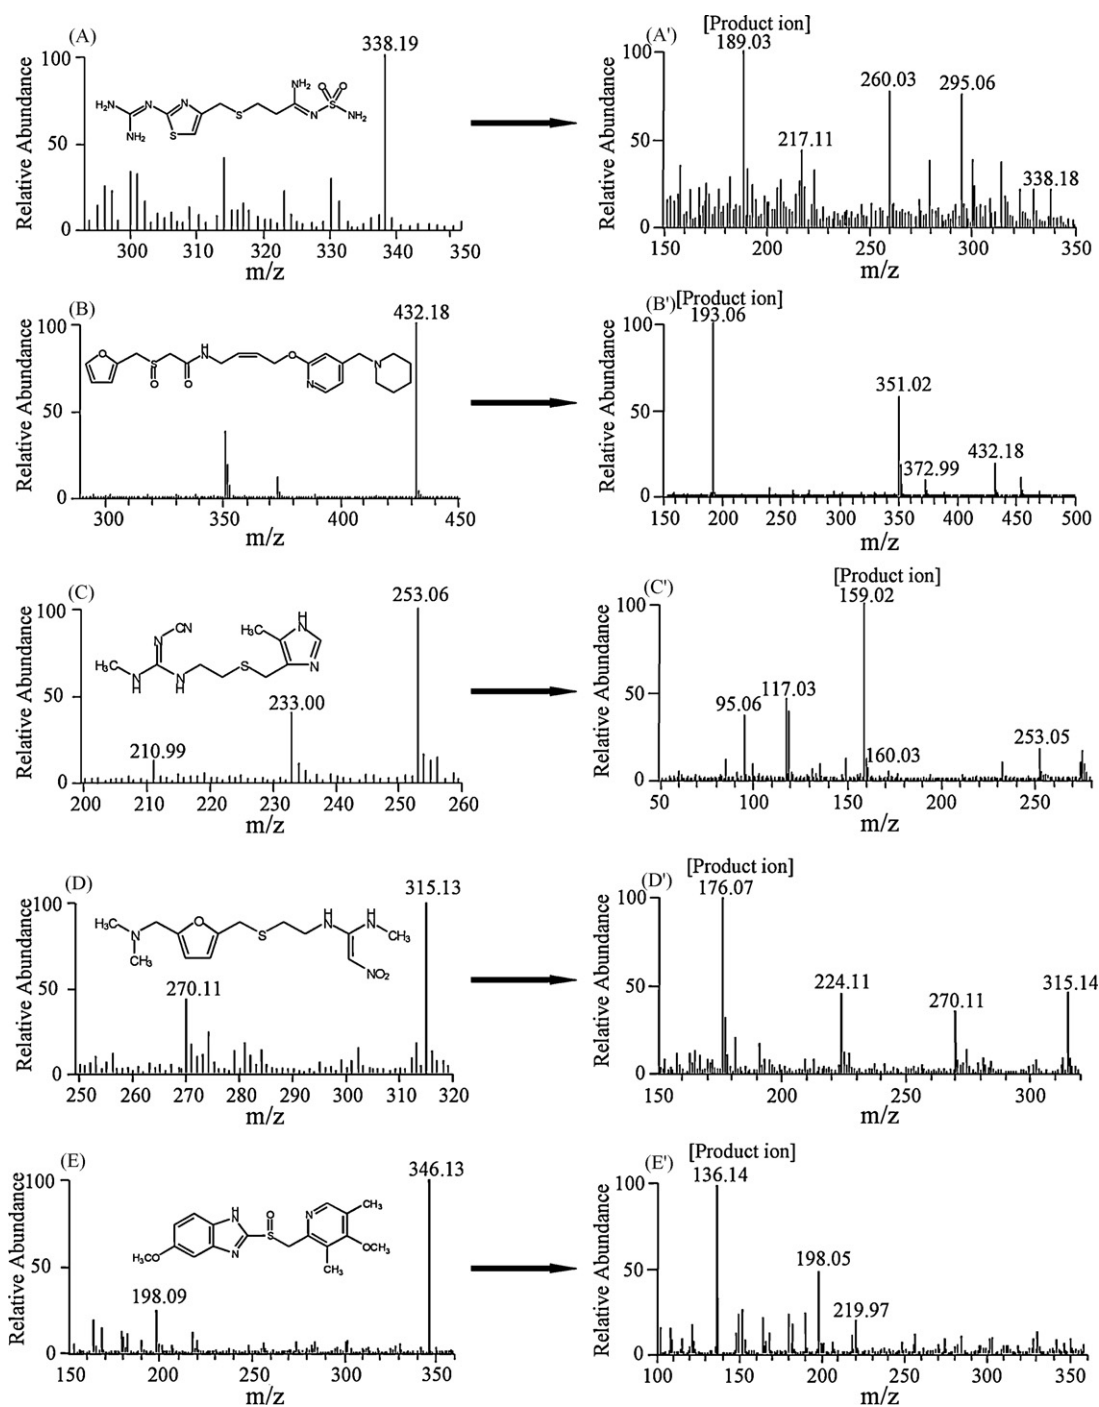 (A)
338.19
100
50
0
Relative Abundance
H₂N
NH₂
N
N
S
S
NH₂
N
O
O
S
NH₂
300 310 320 330 340 350
m/z
(A')
[Product ion]
189.03
260.03
295.06
217.11
338.18
100
50
0
Relative Abundance
150 200 250 300 350
m/z
(B)
432.18
100
50
0
Relative Abundance
O
S
O
O
H
N
O
N
N
300 350 400 450
m/z
(B')
[Product ion]
193.06
351.02
372.99
432.18
100
50
0
Relative Abundance
150 200 250 300 350 400 450 500
m/z
(C)
253.06
233.00
210.99
100
50
0
Relative Abundance
CN
N
H₃C
N
H
N
H
S
H₃C
H
N
N
200 210 220 230 240 250 260
m/z
(C')
[Product ion]
159.02
117.03
95.06
160.03
253.05
100
50
0
Relative Abundance
50 100 150 200 250
m/z
(D)
315.13
270.11
100
50
0
Relative Abundance
H₃C
N
CH₃
O
S
H
N
H
N
CH₃
NO₂
250 260 270 280 290 300 310 320
m/z
(D')
[Product ion]
176.07
224.11
270.11
315.14
100
50
0
Relative Abundance
150 200 250 300
m/z
(E)
346.13
198.09
100
50
0
Relative Abundance
H₃CO
H
N
N
O
S
N
CH₃
OCH₃
CH₃
150 200 250 300 350
m/z
(E')
[Product ion]
136.14
198.05
219.97
100
50
0
Relative Abundance
100 150 200 250 300 350
m/z